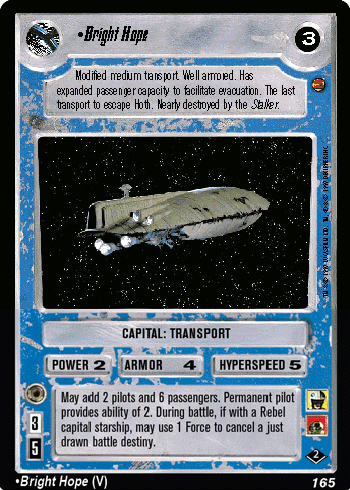 •Bright Hope
3
Modified medium transport. Well armored. Has
expanded passenger capacity to facilitate evacuation. The last
transport to escape Hoth. Nearly destroyed by the Stalker.
CAPITAL: TRANSPORT
POWER 2 ARMOR 4 HYPERSPEED 5
May add 2 pilots and 6 passengers. Permanent pilot
provides ability of 2. During battle, if with a Rebel
capital starship, may use 1 Force to cancel a just
drawn battle destiny.
3
5
2
•Bright Hope (V) 165